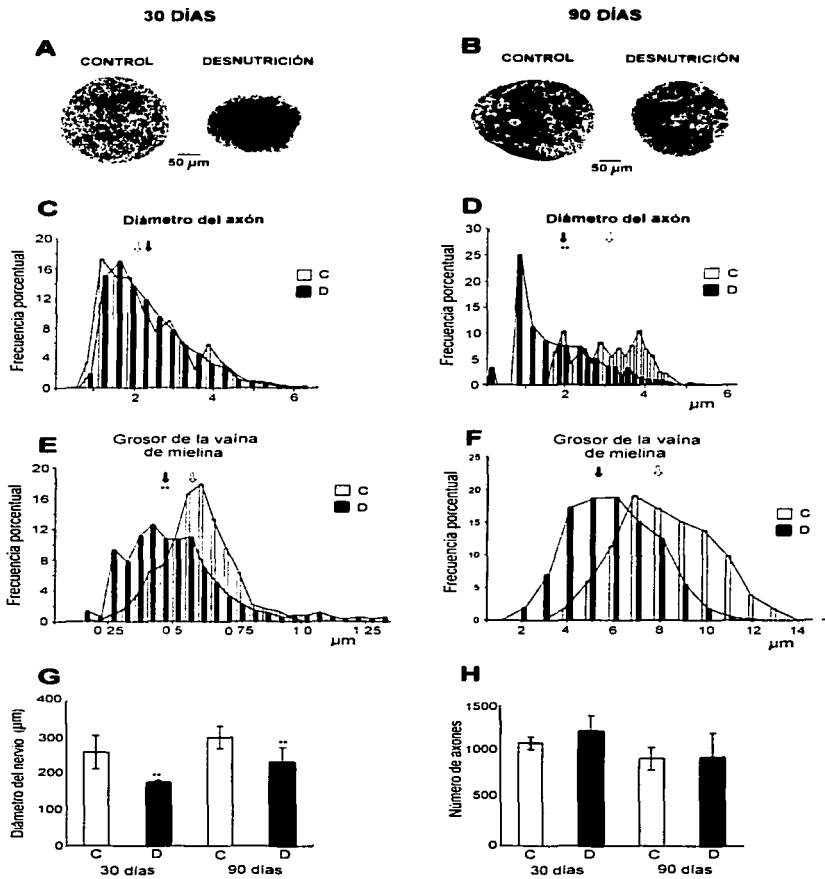 30 DÍAS
90 DÍAS
A
CONTROL
DESNUTRICIÓN
50 µm
B
CONTROL
DESNUTRICIÓN
50 µm
C
Diámetro del axón
Frecuencia porcentual
20
16
12
8
4
0
2
4
6
C
D
D
Diámetro del axón
Frecuencia porcentual
30
25
20
15
10
5
0
0
2
4
6
µm
C
D
E
Grosor de la vaína
de mielina
Frecuencia porcentual
20
16
12
8
4
0
0 25
0 5
0.75
1.0
1 25
µm
C
D
F
Grosor de la vaína
de mielina
Frecuencia porcentual
25
20
15
10
5
0
2
4
6
8
10
12
14
µm
C
D
G
Diámetro del nervio (µm)
400
300
200
100
0
C
D
C
D
30 días
90 días
H
Número de axones
1500
1000
500
0
C
D
C
D
30 días
90 días